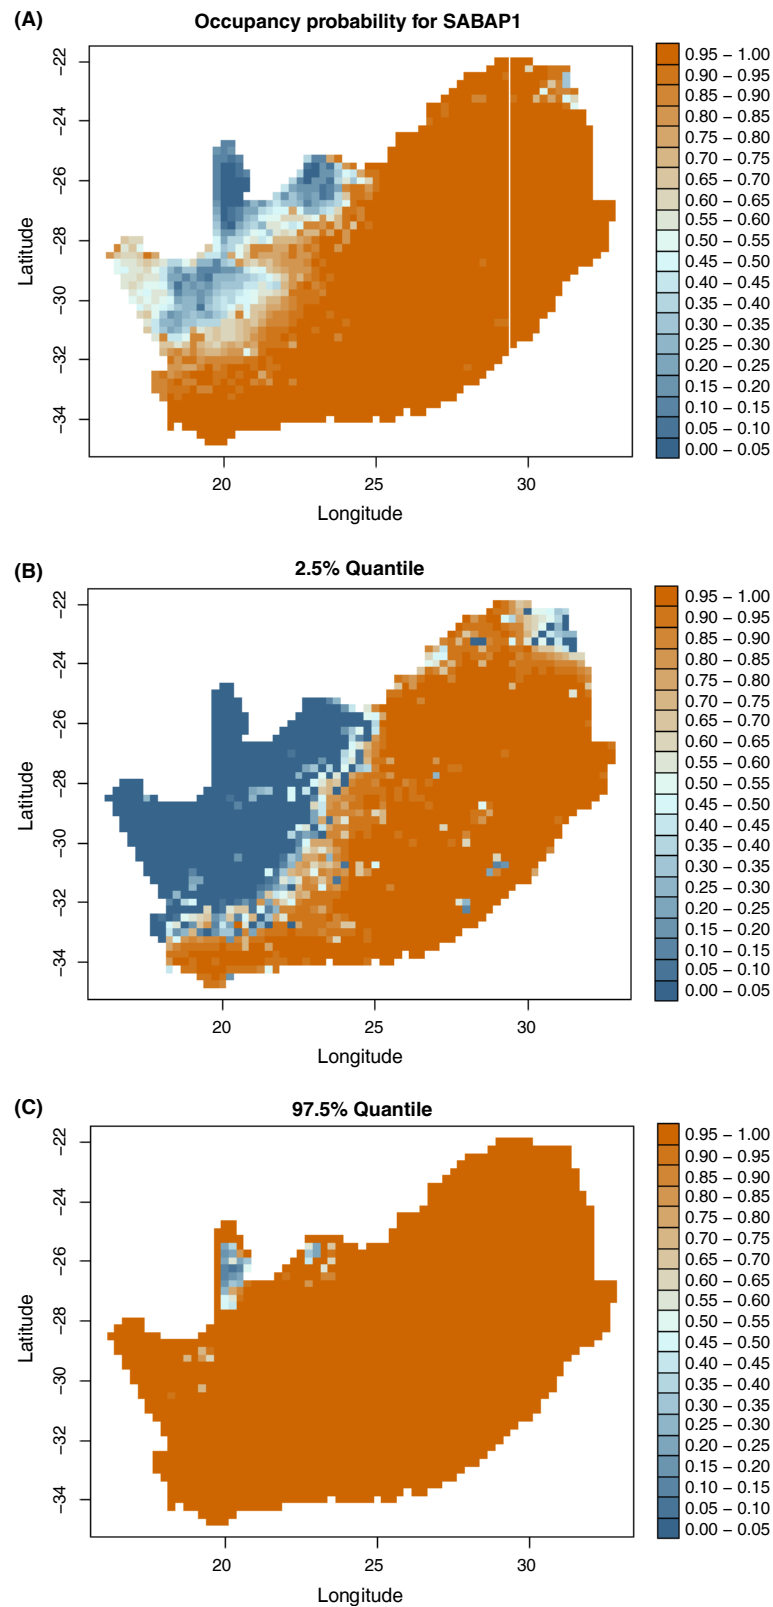 (A)
Occupancy probability for SABAP1
−22
−24
−26
−28
−30
−32
−34
Latitude
20
25
30
Longitude
0.95 − 1.00
0.90 − 0.95
0.85 − 0.90
0.80 − 0.85
0.75 − 0.80
0.70 − 0.75
0.65 − 0.70
0.60 − 0.65
0.55 − 0.60
0.50 − 0.55
0.45 − 0.50
0.40 − 0.45
0.35 − 0.40
0.30 − 0.35
0.25 − 0.30
0.20 − 0.25
0.15 − 0.20
0.10 − 0.15
0.05 − 0.10
0.00 − 0.05
(B)
2.5% Quantile
−22
−24
−26
−28
−30
−32
−34
Latitude
20
25
30
Longitude
0.95 − 1.00
0.90 − 0.95
0.85 − 0.90
0.80 − 0.85
0.75 − 0.80
0.70 − 0.75
0.65 − 0.70
0.60 − 0.65
0.55 − 0.60
0.50 − 0.55
0.45 − 0.50
0.40 − 0.45
0.35 − 0.40
0.30 − 0.35
0.25 − 0.30
0.20 − 0.25
0.15 − 0.20
0.10 − 0.15
0.05 − 0.10
0.00 − 0.05
(C)
97.5% Quantile
−22
−24
−26
−28
−30
−32
−34
Latitude
20
25
30
Longitude
0.95 − 1.00
0.90 − 0.95
0.85 − 0.90
0.80 − 0.85
0.75 − 0.80
0.70 − 0.75
0.65 − 0.70
0.60 − 0.65
0.55 − 0.60
0.50 − 0.55
0.45 − 0.50
0.40 − 0.45
0.35 − 0.40
0.30 − 0.35
0.25 − 0.30
0.20 − 0.25
0.15 − 0.20
0.10 − 0.15
0.05 − 0.10
0.00 − 0.05